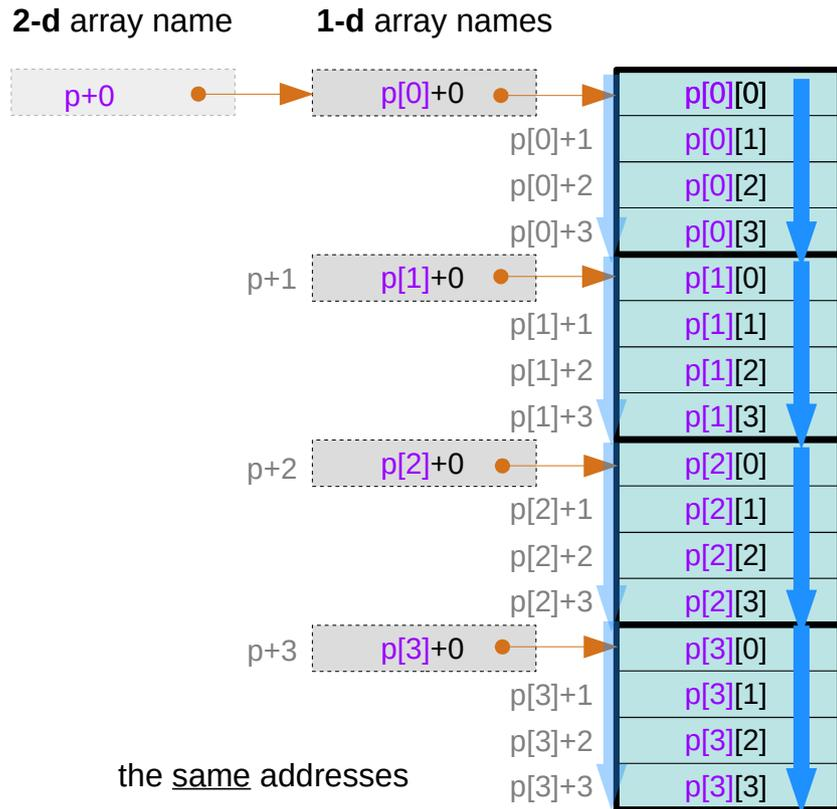 2-d array name 1-d array names
p+0 p[0]+0 p[0][0]
p[0]+1 p[0][1]
p[0]+2 p[0][2]
p[0]+3 p[0][3]
p+1 p[1]+0 p[1][0]
p[1]+1 p[1][1]
p[1]+2 p[1][2]
p[1]+3 p[1][3]
p+2 p[2]+0 p[2][0]
p[2]+1 p[2][1]
p[2]+2 p[2][2]
p[2]+3 p[2][3]
p+3 p[3]+0 p[3][0]
p[3]+1 p[3][1]
p[3]+2 p[3][2]
the same addresses p[3]+3 p[3][3]